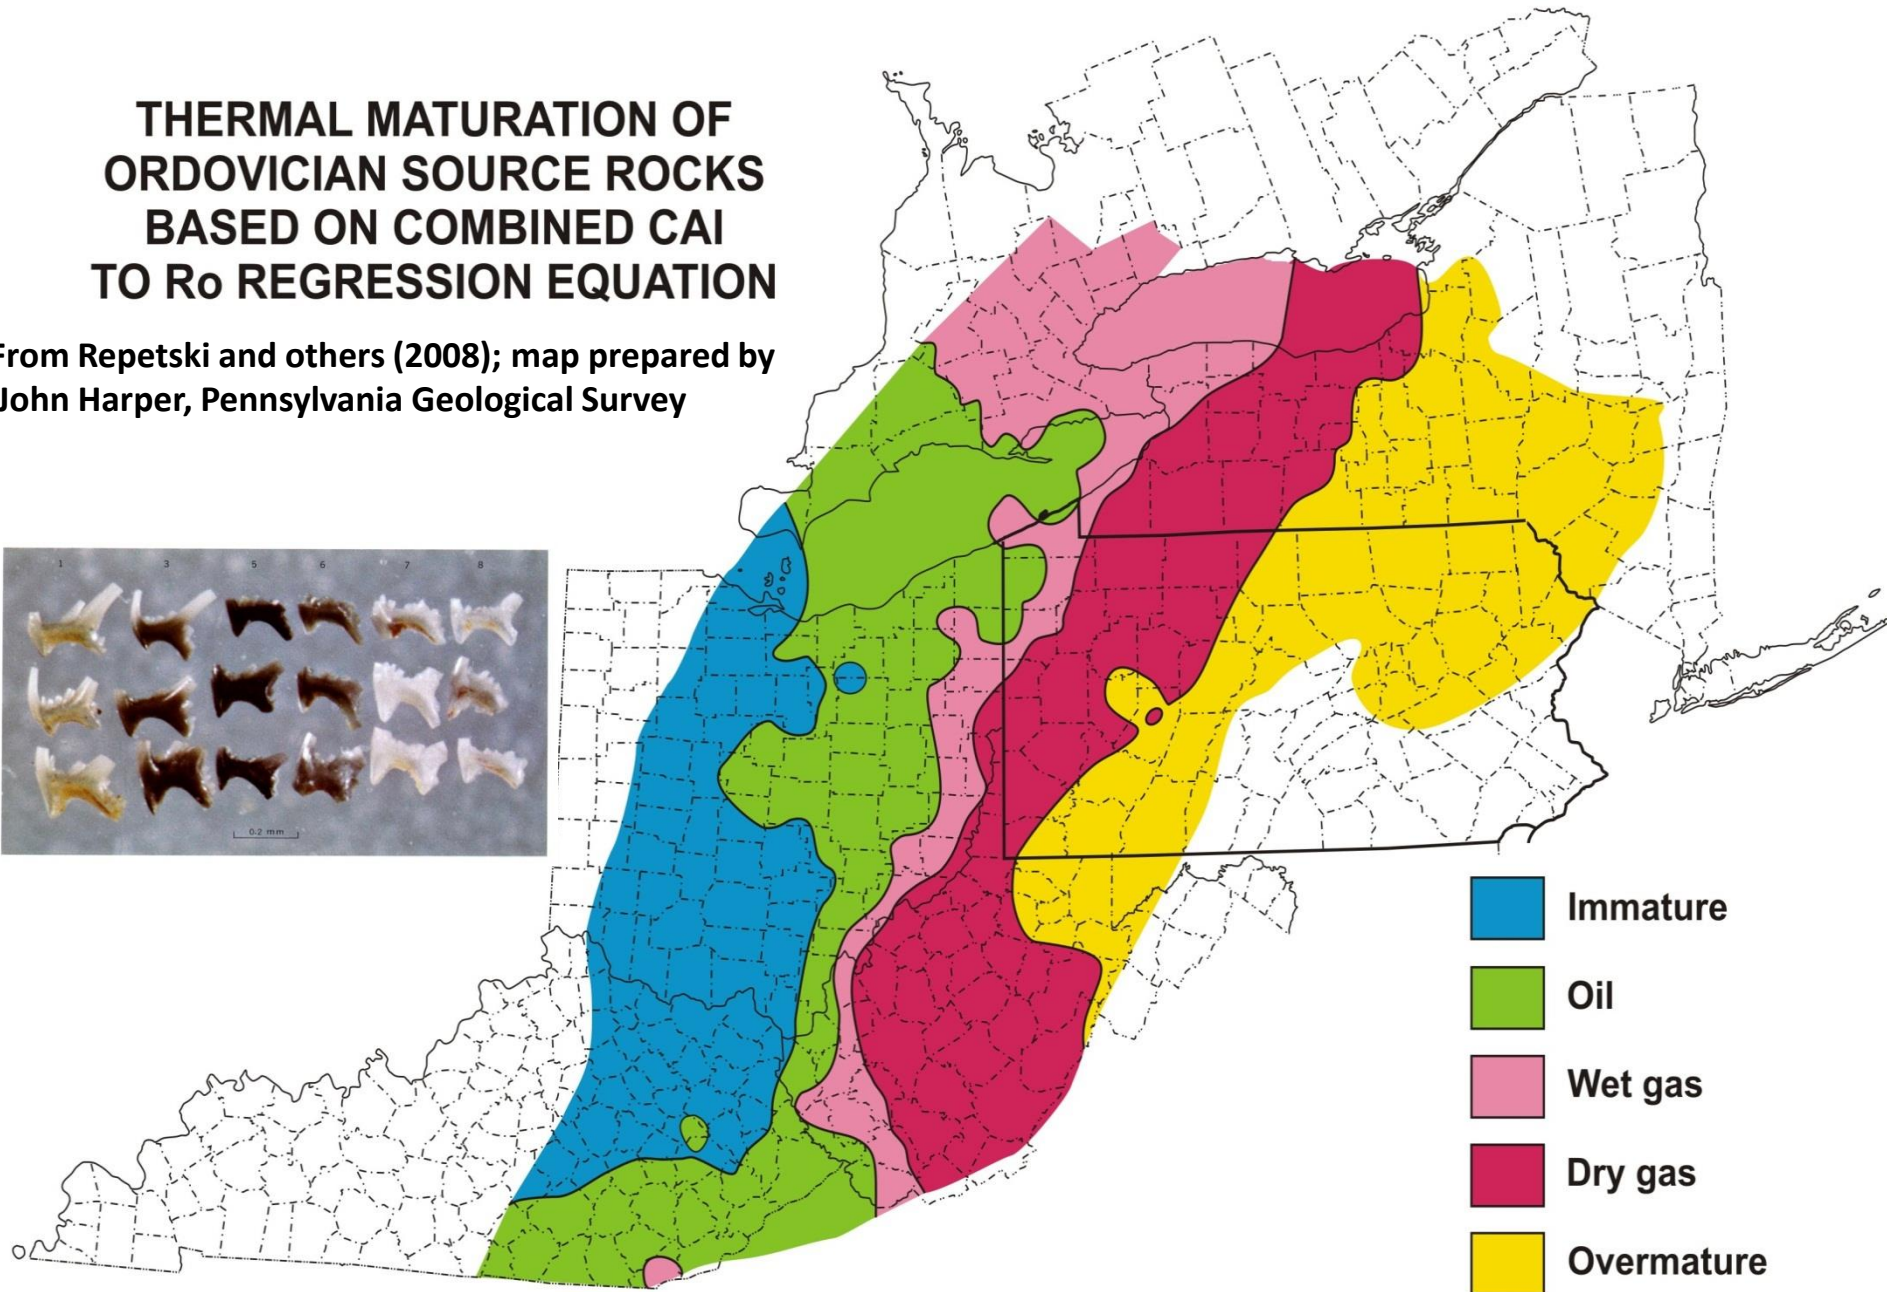 THERMAL MATURATION OF
ORDOVICIAN SOURCE ROCKS
BASED ON COMBINED CAI
TO Ro REGRESSION EQUATION
From Repetski and others (2008); map prepared by
John Harper, Pennsylvania Geological Survey
1 3 5 6 7 8
0.2 mm
Immature
Oil
Wet gas
Dry gas
Overmature